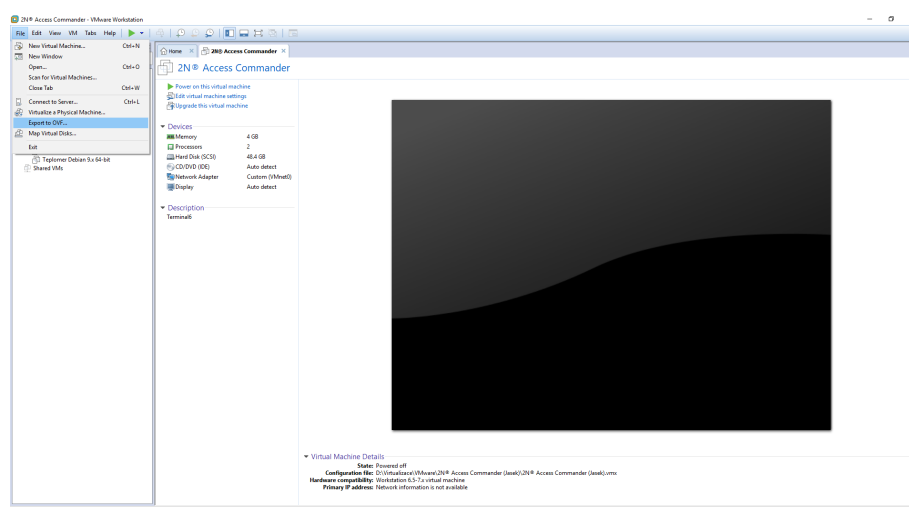 2N® Access Commander - VMware Workstation
File Edit View VM Tabs Help
New Virtual Machine... Ctrl+N
New Window
Open... Ctrl+O
Scan for Virtual Machines...
Close Tab Ctrl+W
Connect to Server... Ctrl+L
Virtualize a Physical Machine...
Export to OVF...
Map Virtual Disks...
Exit
Teplomer Debian 9.x 64-bit
Shared VMs
Home × 2N® Access Commander ×
2N® Access Commander
Power on this virtual machine
Edit virtual machine settings
Upgrade this virtual machine
Devices
Memory 4 GB
Processors 2
Hard Disk (SCSI) 48.4 GB
CD/DVD (IDE) Auto detect
Network Adapter Custom (VMnet0)
Display Auto detect
Description
Terminal6
Virtual Machine Details
State: Powered off
Configuration file: D:\Virtualizace\VMware\2N® Access Commander (Jasek)\2N® Access Commander (Jasek).vmx
Hardware compatibility: Workstation 6.5-7.x virtual machine
Primary IP address: Network information is not available